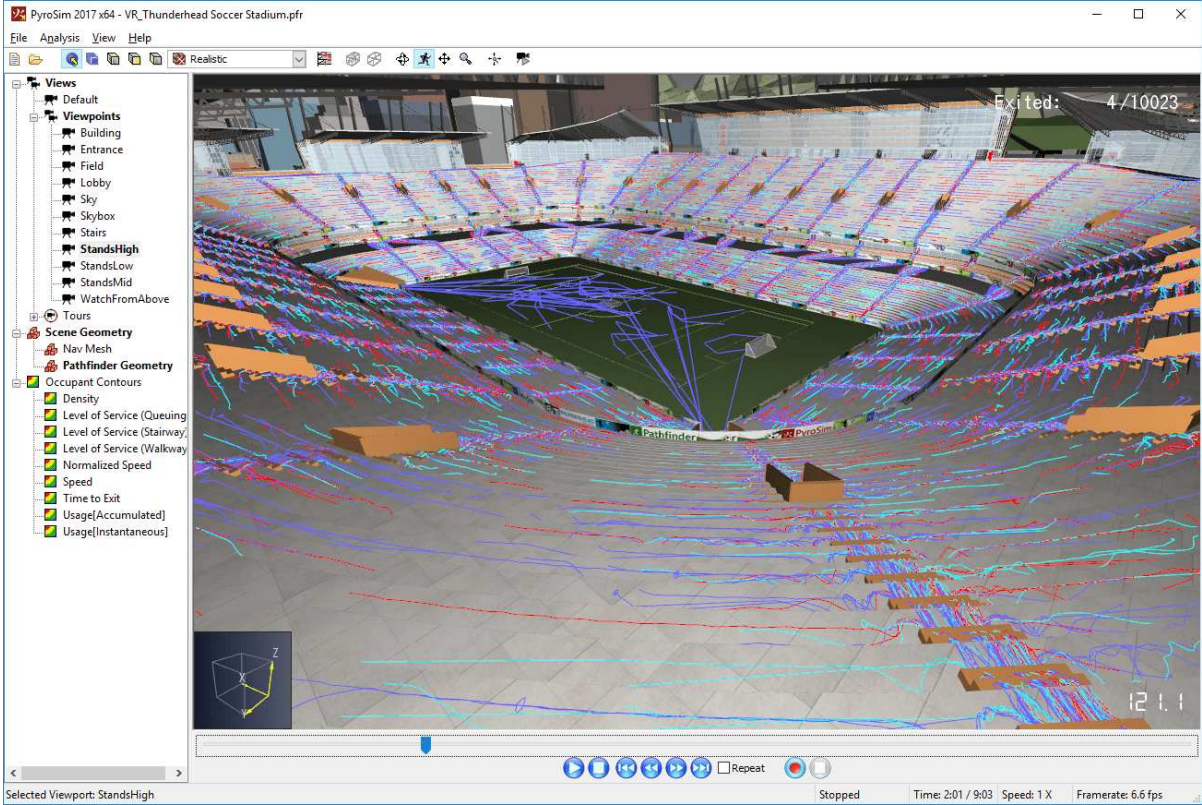 PyroSim 2017 x64 - VR_Thunderhead Soccer Stadium.pfr
File Analysis View Help
Realistic
Views
Default
Viewpoints
Building
Entrance
Field
Lobby
Sky
Skybox
Stairs
StandsHigh
StandsLow
StandsMid
WatchFromAbove
Tours
Scene Geometry
Nav Mesh
Pathfinder Geometry
Occupant Contours
Density
Level of Service (Queuing
Level of Service (Stairway)
Level of Service (Walkway
Normalized Speed
Speed
Time to Exit
Usage[Accumulated]
Usage[Instantaneous]
Exited: 4/10023
Pathfinder
PyroSim
Z
X
Y
121.1
Repeat
Selected Viewport: StandsHigh
Stopped
Time: 2:01 / 9:03
Speed: 1 X
Framerate: 6.6 fps